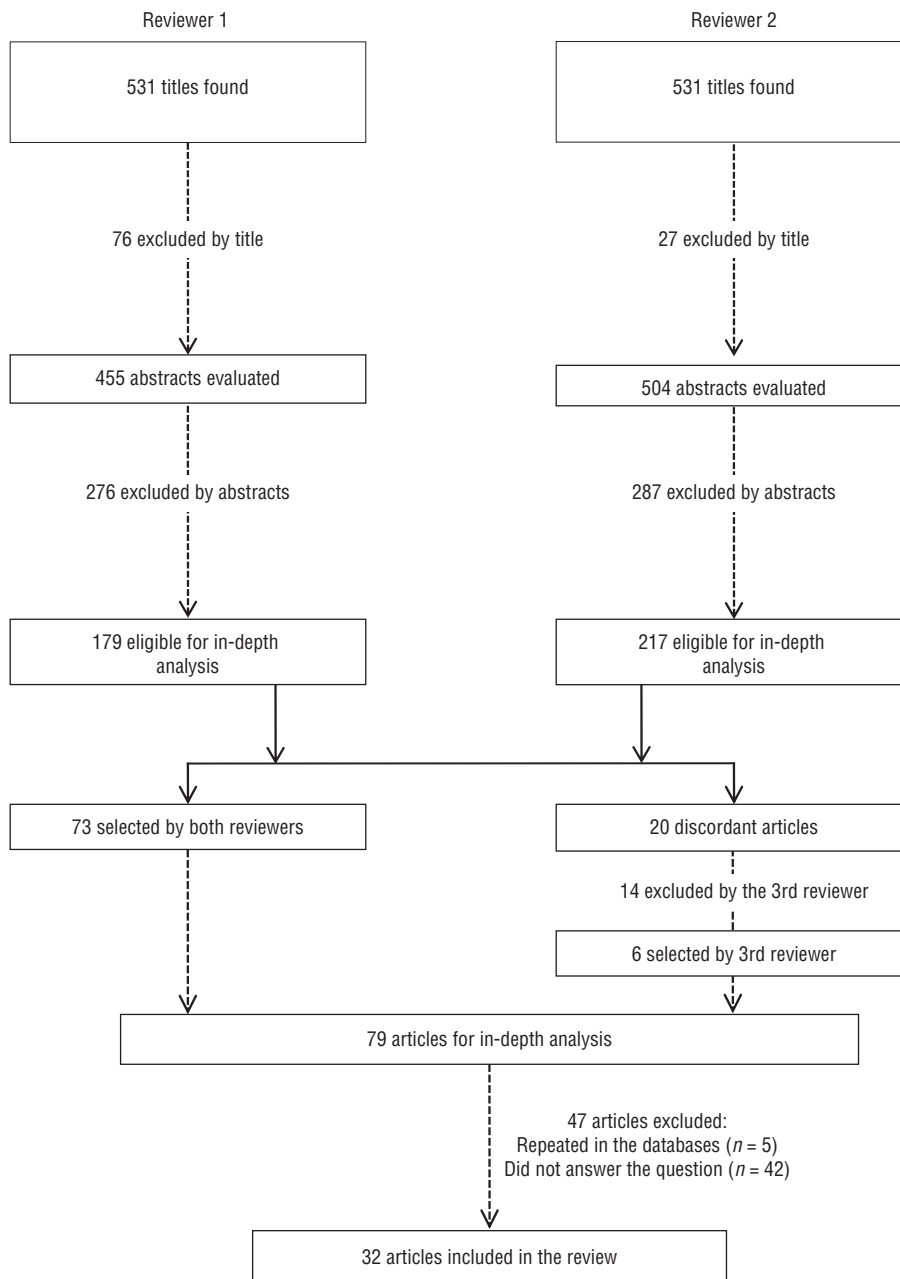 Reviewer 1
Reviewer 2
531 titles found
531 titles found
76 excluded by title
27 excluded by title
455 abstracts evaluated
504 abstracts evaluated
276 excluded by abstracts
287 excluded by abstracts
179 eligible for in-depth
analysis
217 eligible for in-depth
analysis
73 selected by both reviewers
20 discordant articles
14 excluded by the 3rd reviewer
6 selected by 3rd reviewer
79 articles for in-depth analysis
47 articles excluded:
Repeated in the databases (n = 5)
Did not answer the question (n = 42)
32 articles included in the review